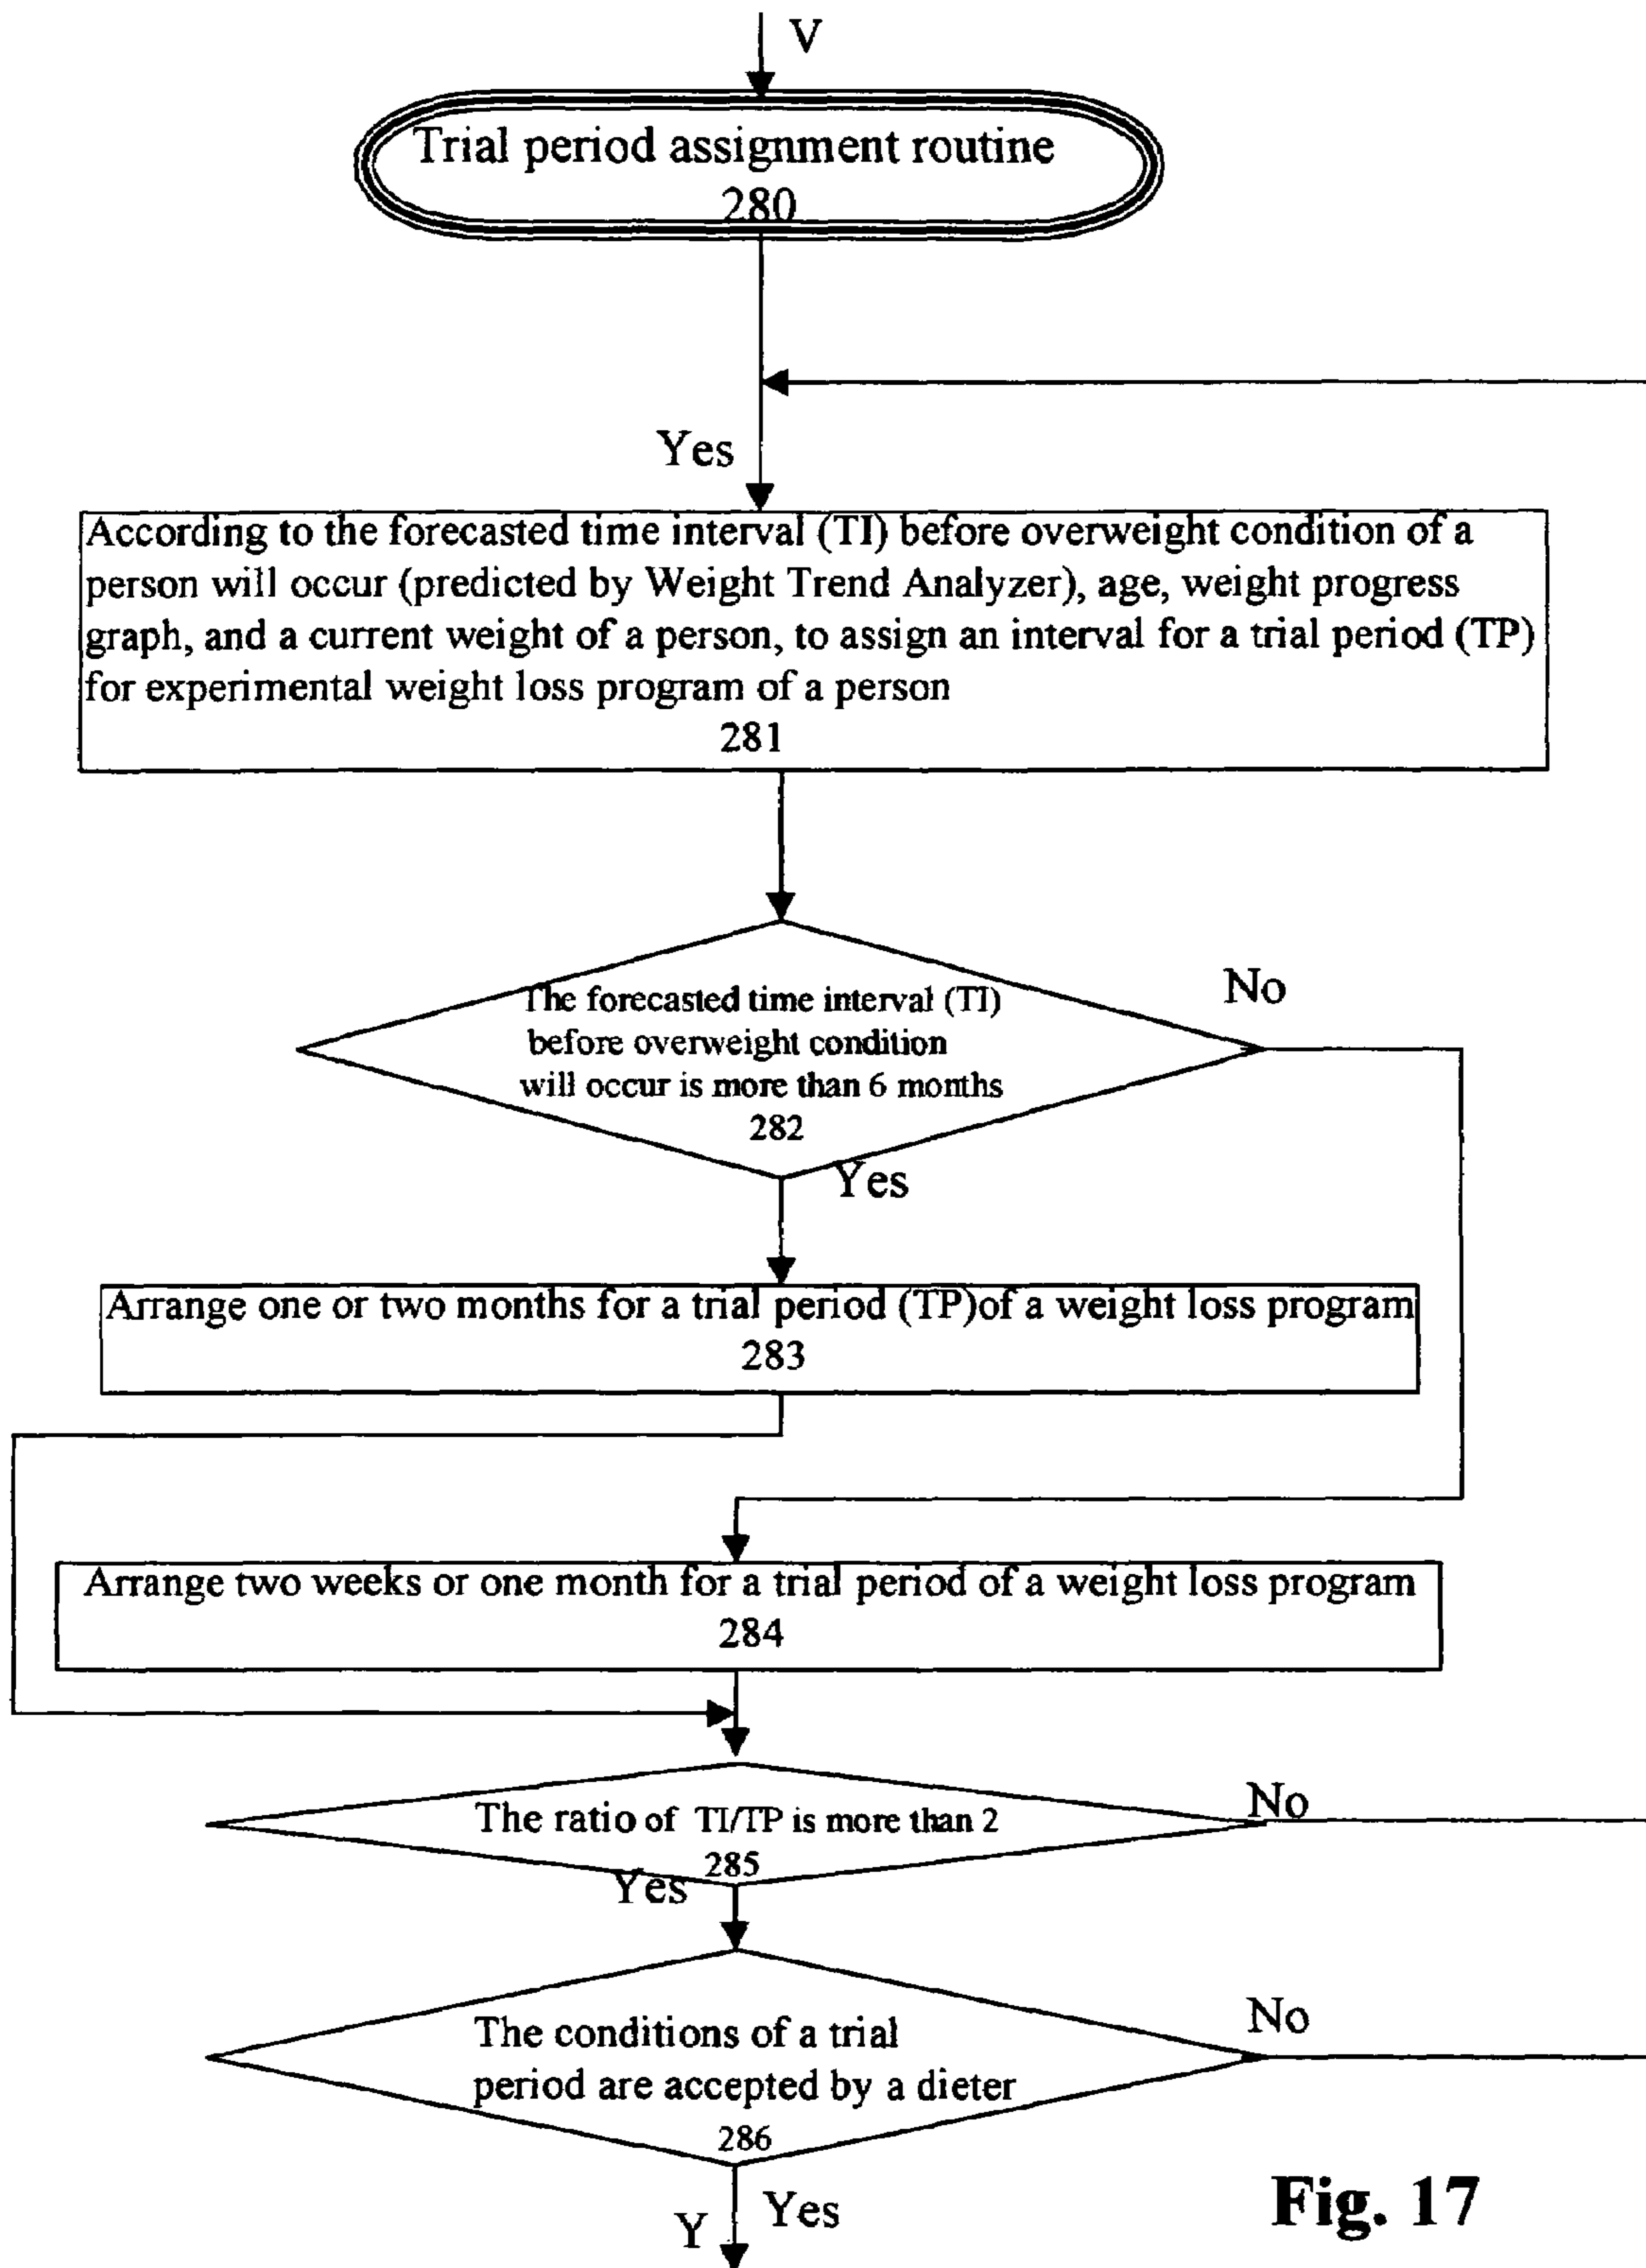 V
Trial period assignment routine
280
Yes
According to the forecasted time interval (TI) before overweight condition of a
person will occur (predicted by Weight Trend Analyzer), age, weight progress
graph, and a current weight of a person, to assign an interval for a trial period (TP)
for experimental weight loss program of a person
281
The forecasted time interval (TI)
before overweight condition
will occur is more than 6 months
282
No
Yes
Arrange one or two months for a trial period (TP)of a weight loss program
283
Arrange two weeks or one month for a trial period of a weight loss program
284
The ratio of TI/TP is more than 2
285
No
Yes
The conditions of a trial
period are accepted by a dieter
286
No
Y
Yes
Fig. 17